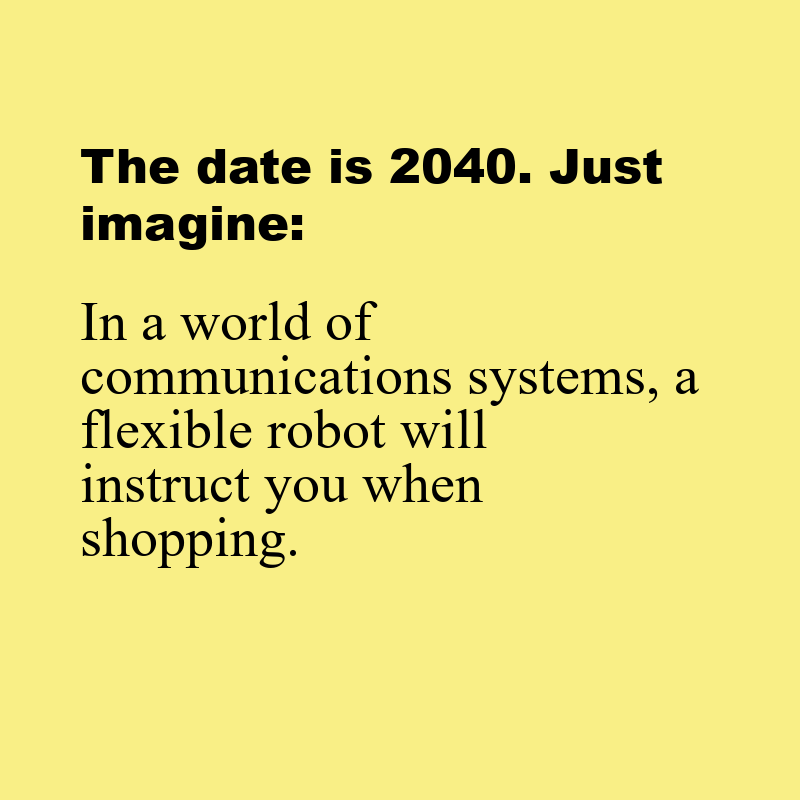 The date is 2040. Just
imagine:
In a world of
communications systems, a
flexible robot will
instruct you when
shopping.